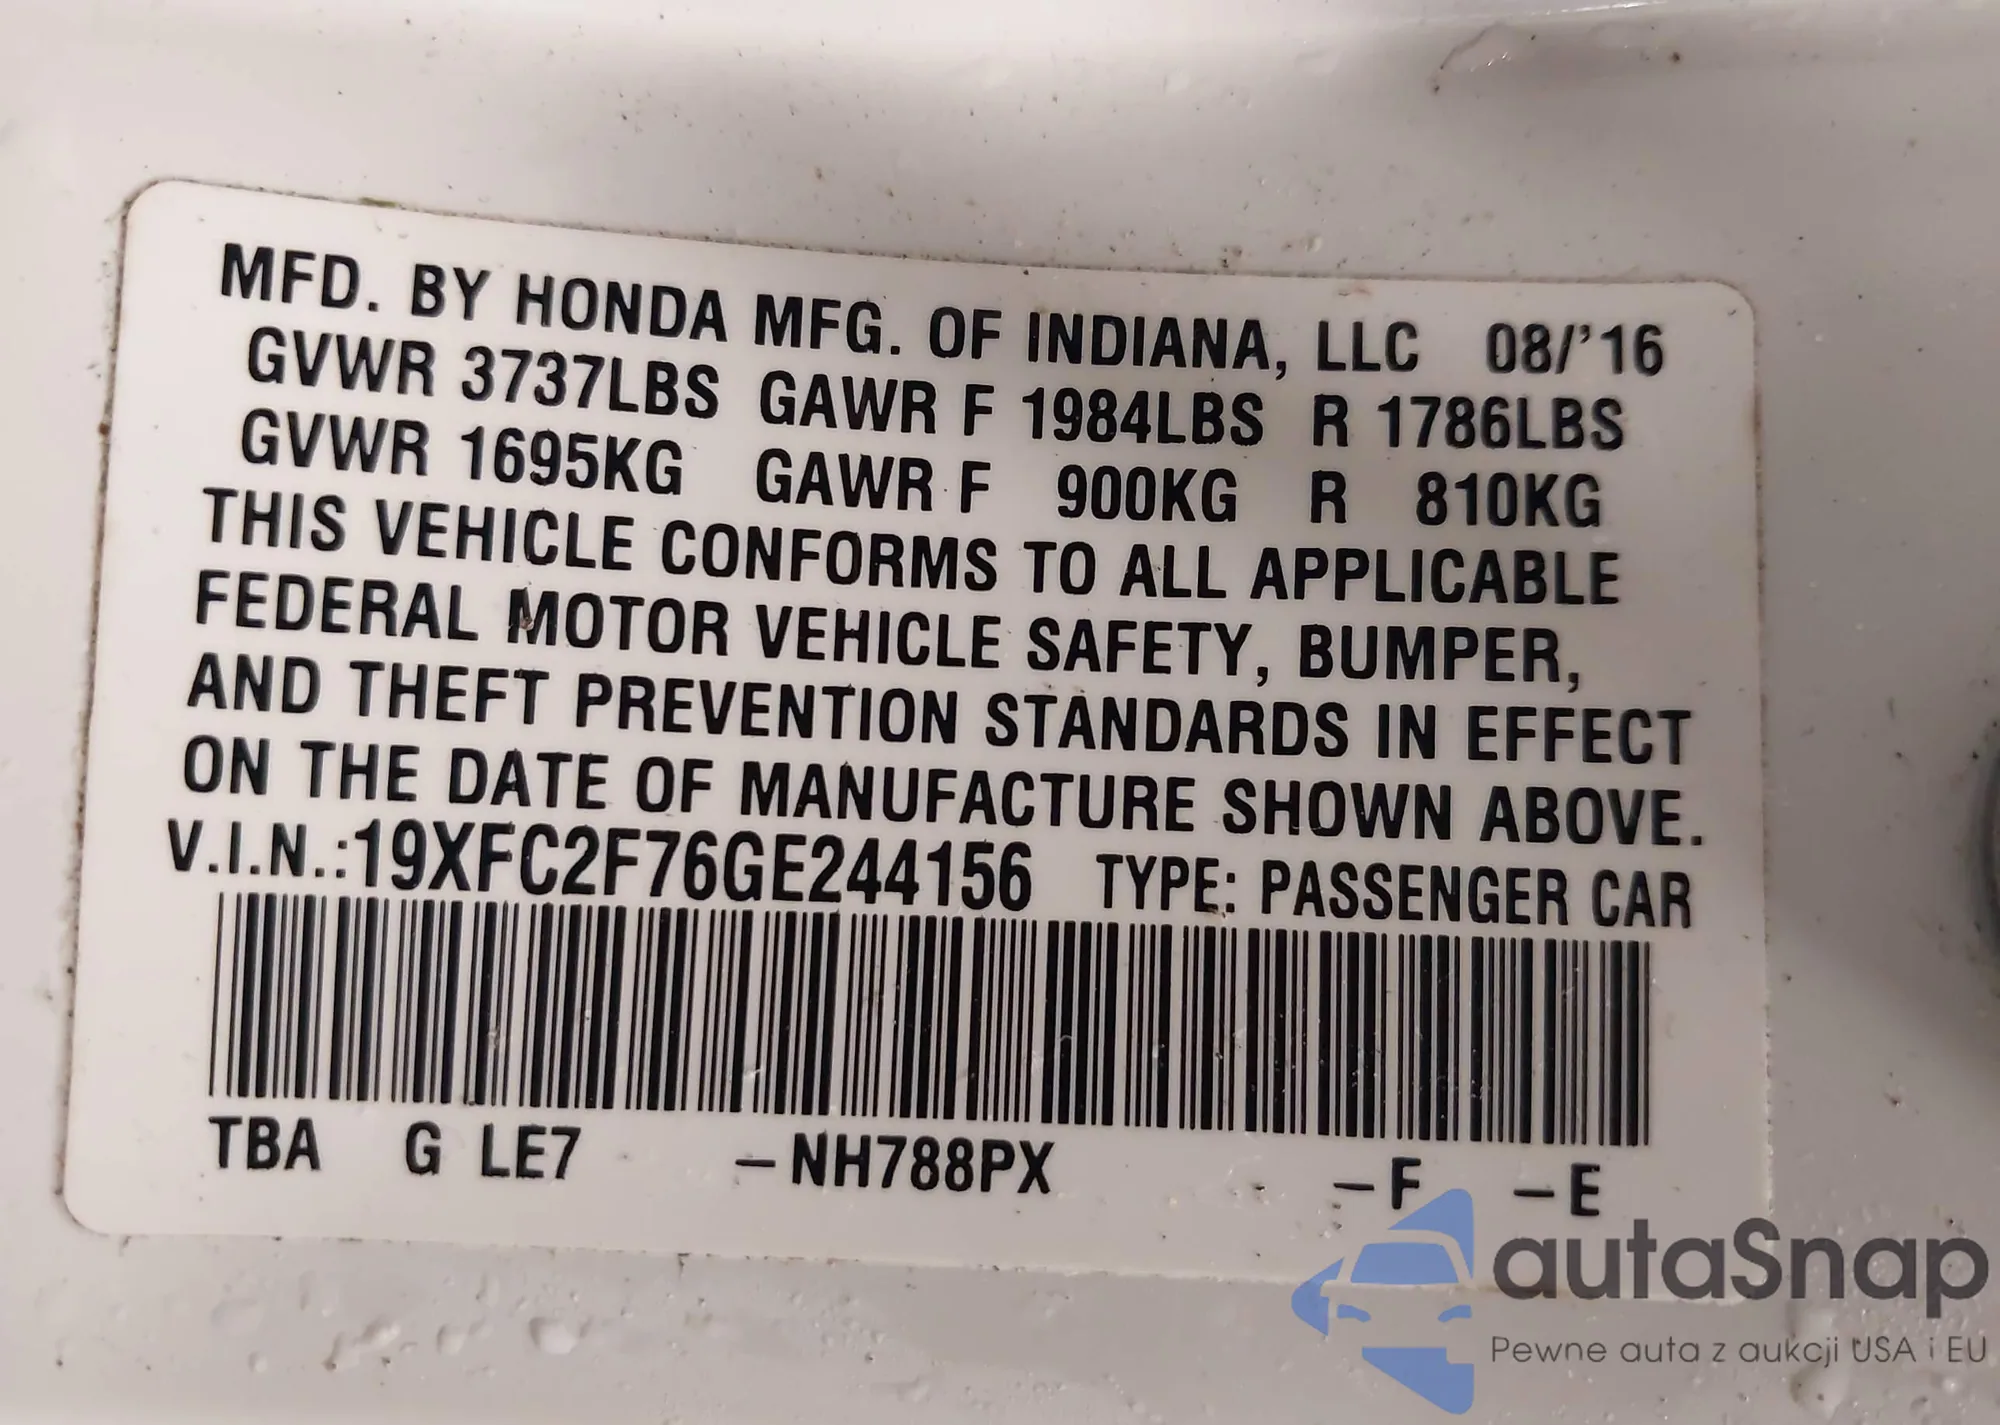 MFD. BY HONDA MFG. OF INDIANA, LLC 08/'16
GVWR 3737LBS GAWR F 1984LBS R 1786LBS
GVWR 1695KG GAWR F 900KG R 810KG
THIS VEHICLE CONFORMS TO ALL APPLICABLE
FEDERAL MOTOR VEHICLE SAFETY, BUMPER,
AND THEFT PREVENTION STANDARDS IN EFFECT
ON THE DATE OF MANUFACTURE SHOWN ABOVE.
V.I.N.:19XFC2F76GE244156 TYPE: PASSENGER CAR
TBA G LE7 –NH788PX –F –E
autaSnap
Pewne auta z aukcji USA i EU